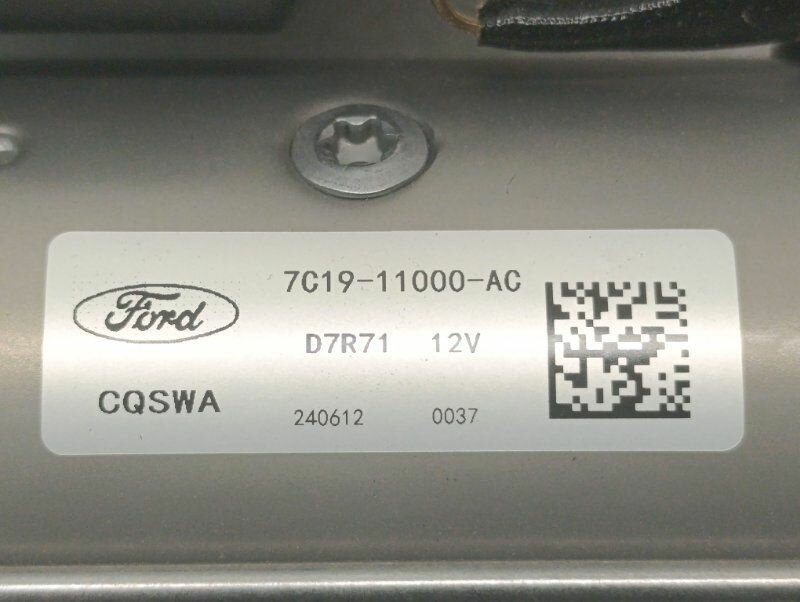 Ford
7C19-11000-AC
D7R71 12V
CQSWA
240612 0037